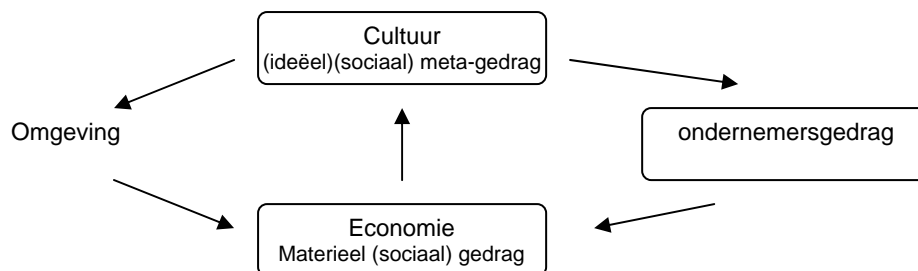 Cultuur
(ideëel)(sociaal) meta-gedrag
Omgeving
ondernemersgedrag
Economie
Materieel (sociaal) gedrag